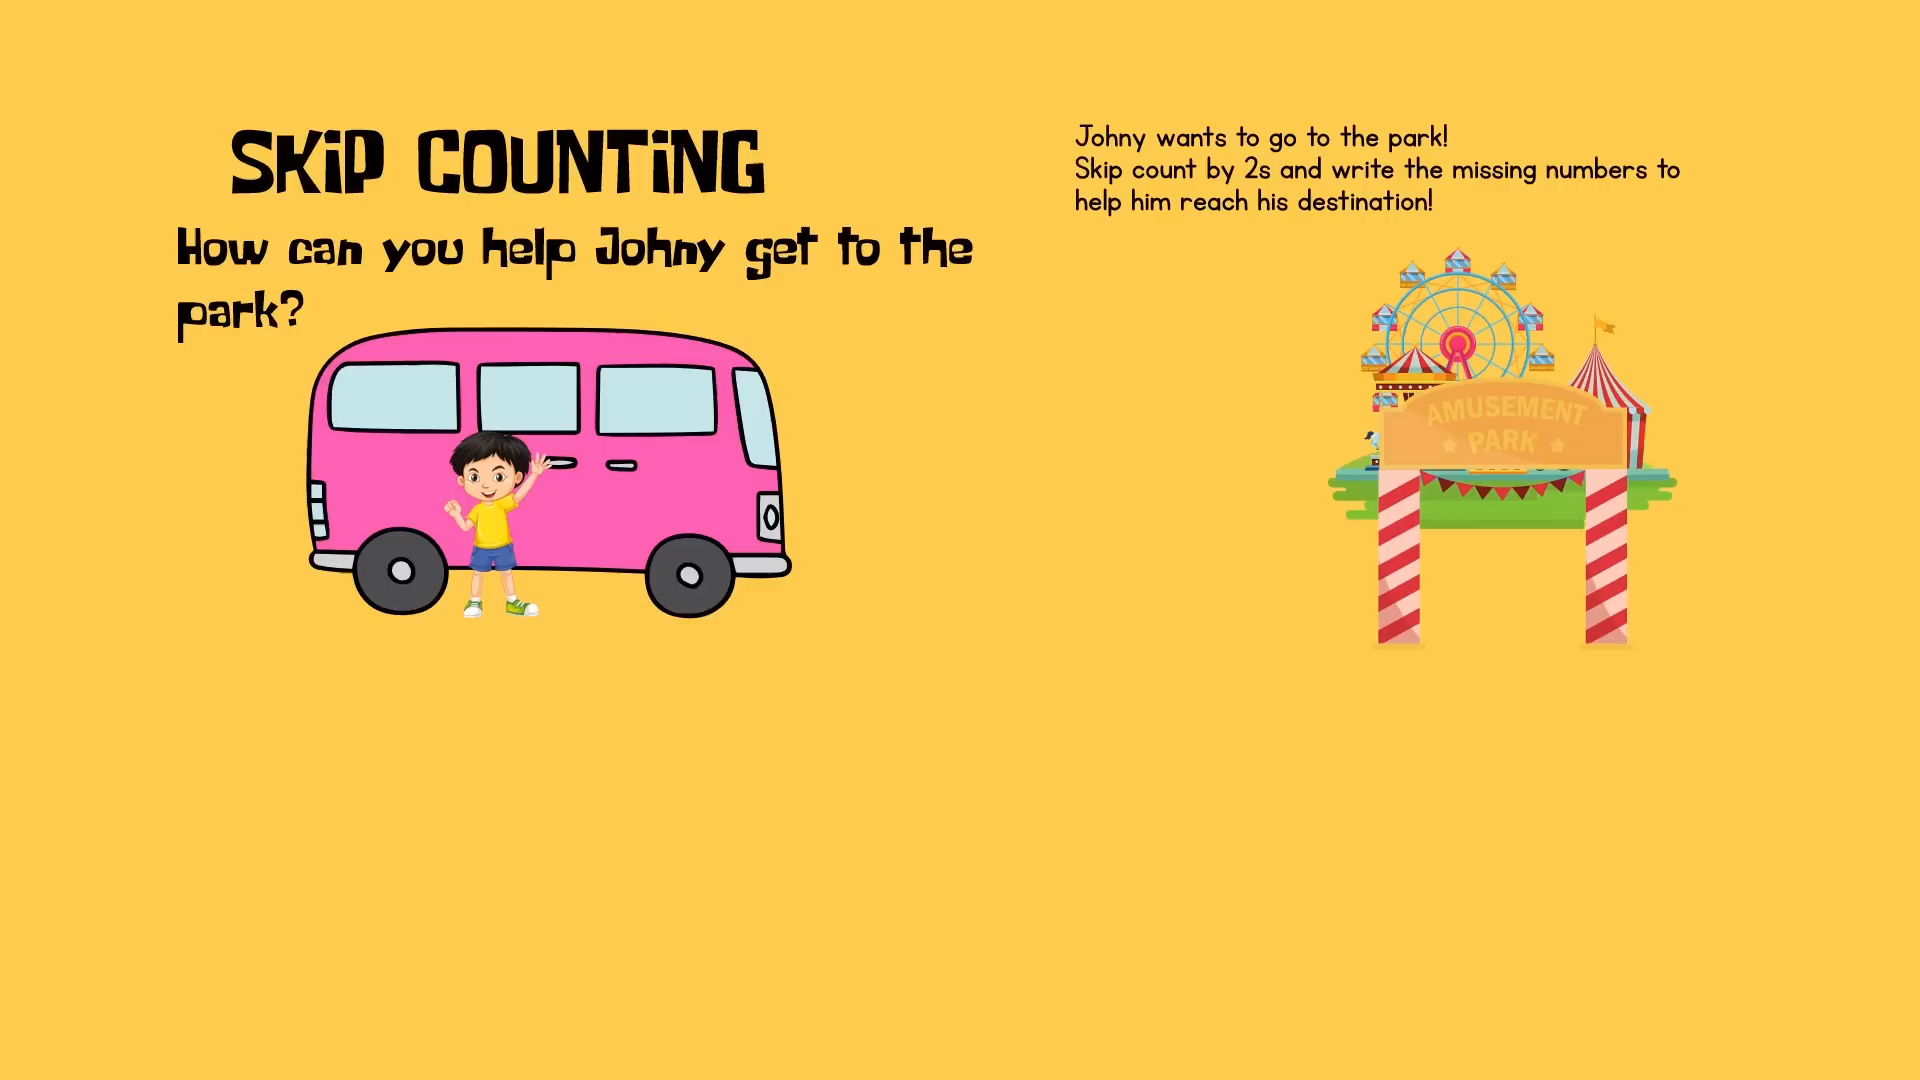 SKiP COUNTiNG
How can you help Johny get to the
park?
Johny wants to go to the park!
Skip count by 2s and write the missing numbers to
help him reach his destination!
AMUSEMENT
PARK